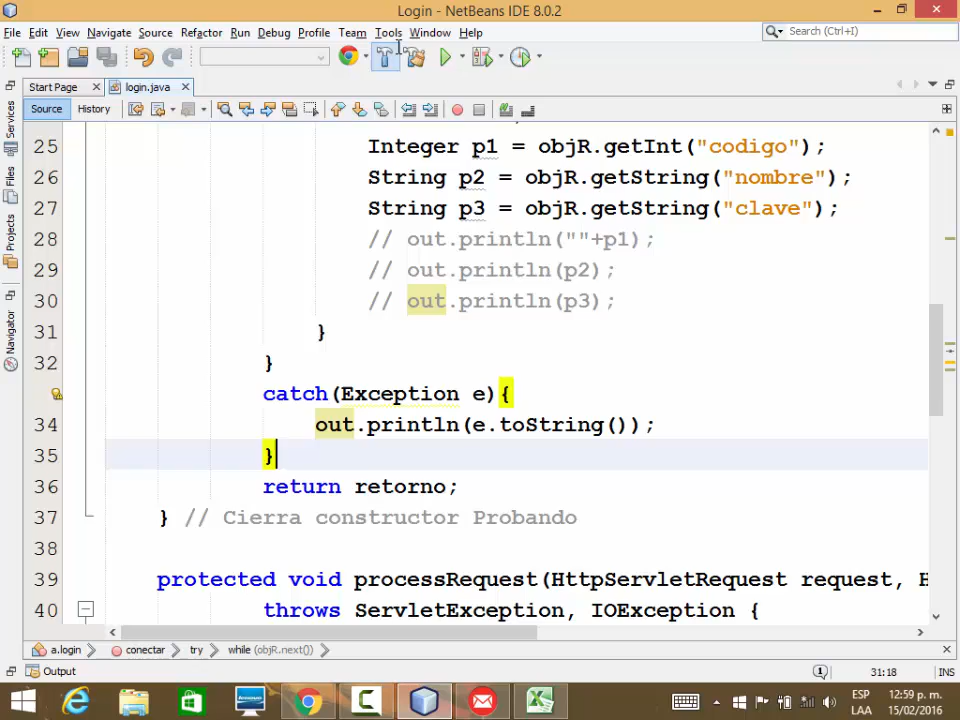 Login - NetBeans IDE 8.0.2
File Edit View Navigate Source Refactor Run Debug Profile Team Tools Window Help
Search (Ctrl+I)
Start Page
login.java
Source History
Services
Files
Projects
Navigator
25 Integer p1 = objR.getInt("codigo");
26 String p2 = objR.getString("nombre");
27 String p3 = objR.getString("clave");
28 // out.println(""+p1);
29 // out.println(p2);
30 // out.println(p3);
31 }
32 }
catch(Exception e){
34 out.println(e.toString());
35 }
36 return retorno;
37 } // Cierra constructor Probando
38
39 protected void processRequest(HttpServletRequest request, H
40 throws ServletException, IOException {
a.login conectar try while (objR.next())
Output
31:18 INS
ESP 12:59 p. m.
LAA 15/02/2016